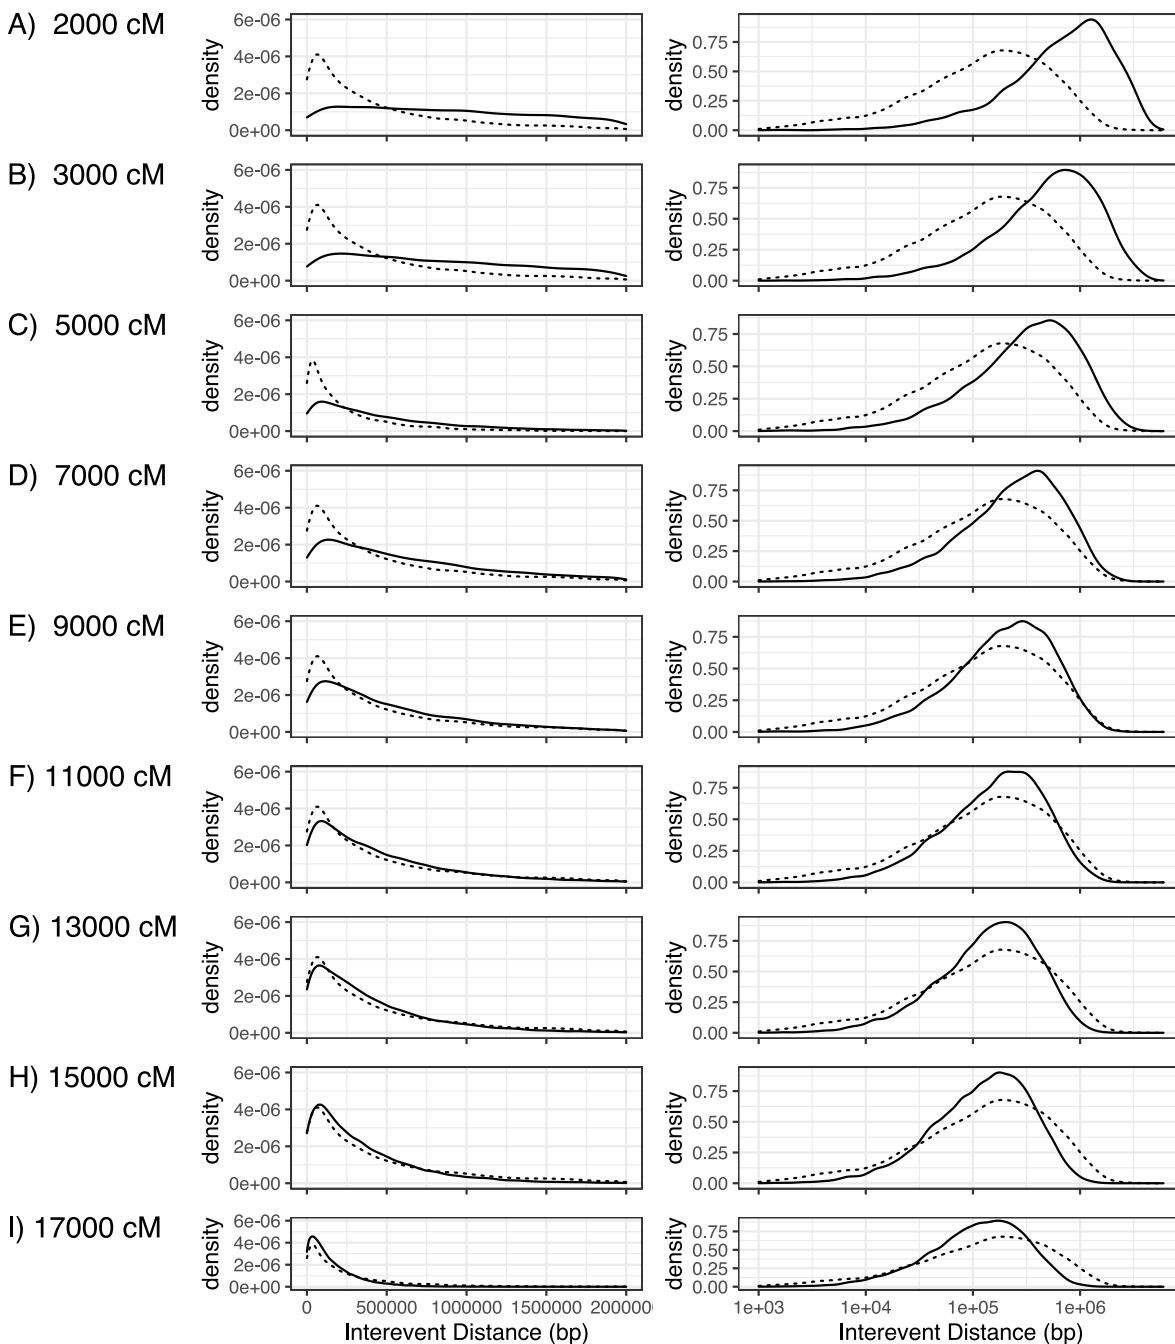 A) 2000 cM
density
6e-06
4e-06
2e-06
0e+00
density
0.75
0.50
0.25
0.00
B) 3000 cM
density
6e-06
4e-06
2e-06
0e+00
density
0.75
0.50
0.25
0.00
C) 5000 cM
density
6e-06
4e-06
2e-06
0e+00
density
0.75
0.50
0.25
0.00
D) 7000 cM
density
6e-06
4e-06
2e-06
0e+00
density
0.75
0.50
0.25
0.00
E) 9000 cM
density
6e-06
4e-06
2e-06
0e+00
density
0.75
0.50
0.25
0.00
F) 11000 cM
density
6e-06
4e-06
2e-06
0e+00
density
0.75
0.50
0.25
0.00
G) 13000 cM
density
6e-06
4e-06
2e-06
0e+00
density
0.75
0.50
0.25
0.00
H) 15000 cM
density
6e-06
4e-06
2e-06
0e+00
density
0.75
0.50
0.25
0.00
I) 17000 cM
density
6e-06
4e-06
2e-06
0e+00
density
0.75
0.50
0.25
0.00
0 500000 1000000 1500000 200000
Interevent Distance (bp)
1e+03 1e+04 1e+05 1e+06
Interevent Distance (bp)